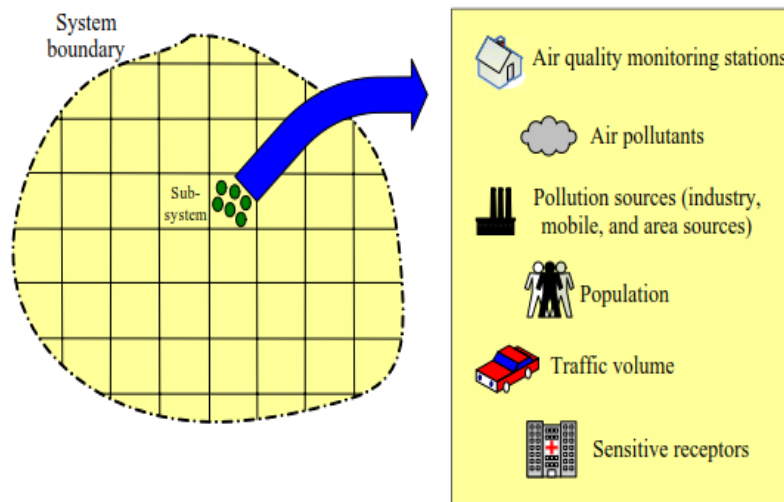 System
boundary
Sub-
system
Air quality monitoring stations
Air pollutants
Pollution sources (industry,
mobile, and area sources)
Population
Traffic volume
Sensitive receptors